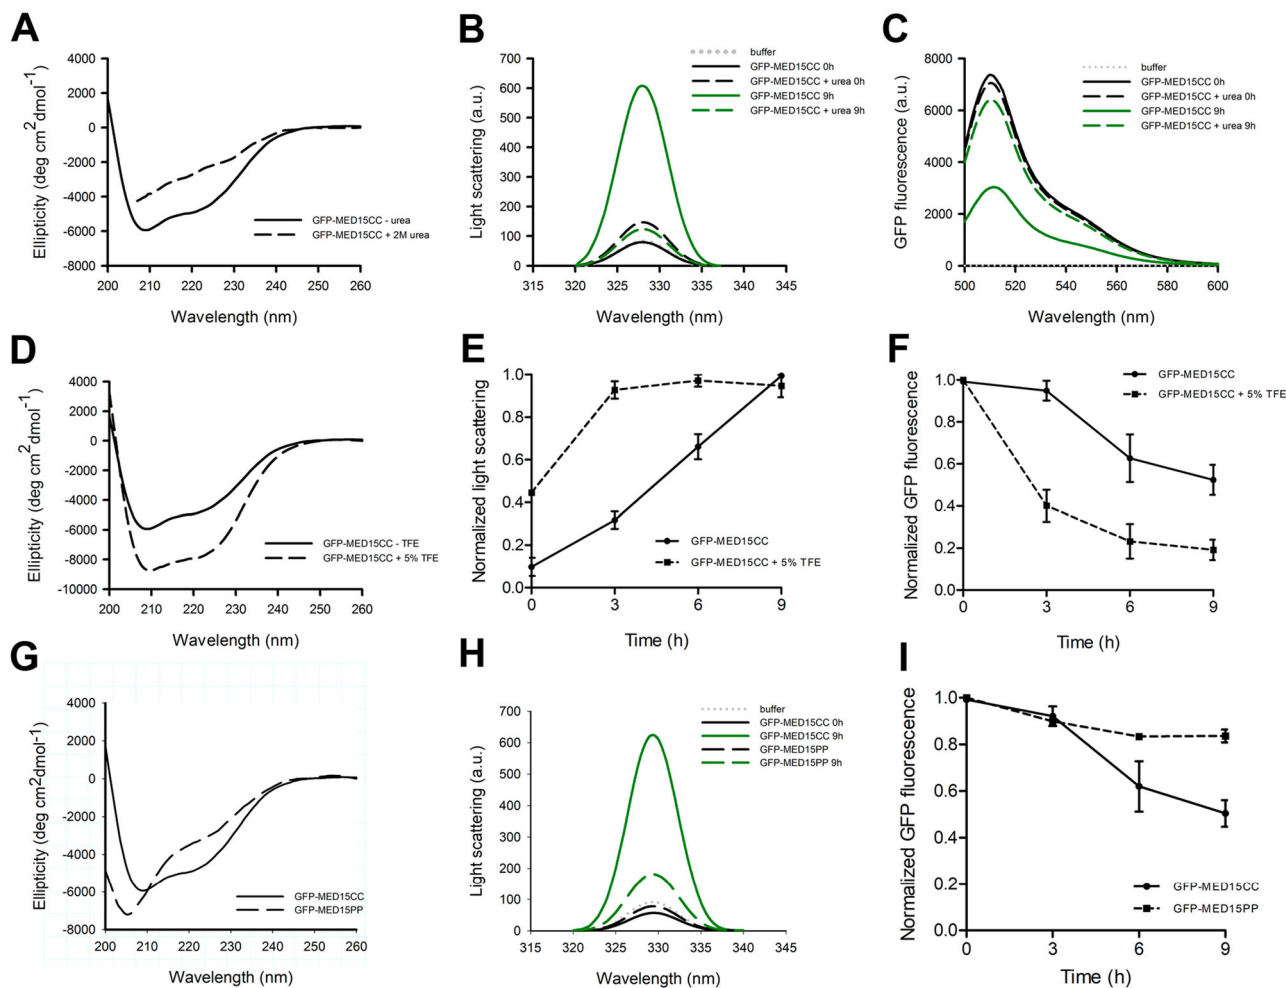 A
Ellipticity (deg cm2dmol-1)
4000
2000
0
-2000
-4000
-6000
-8000
GFP-MED15CC - urea
GFP-MED15CC + 2M urea
200 210 220 230 240 250 260
Wavelength (nm)
B
Light scattering (a.u.)
700
600
500
400
300
200
100
0
buffer
GFP-MED15CC 0h
GFP-MED15CC + urea 0h
GFP-MED15CC 9h
GFP-MED15CC + urea 9h
315 320 325 330 335 340 345
Wavelength (nm)
C
GFP fluorescence (a.u.)
8000
6000
4000
2000
0
buffer
GFP-MED15CC 0h
GFP-MED15CC + urea 0h
GFP-MED15CC 9h
GFP-MED15CC + urea 9h
500 520 540 560 580 600
Wavelength (nm)
D
Ellipticity (deg cm2dmol-1)
4000
2000
0
-2000
-4000
-6000
-8000
-10000
GFP-MED15CC - TFE
GFP-MED15CC + 5% TFE
200 210 220 230 240 250 260
Wavelength (nm)
E
Normalized light scattering
1.0
0.8
0.6
0.4
0.2
0.0
GFP-MED15CC
GFP-MED15CC + 5% TFE
0 3 6 9
Time (h)
F
Normalized GFP fluorescence
1.0
0.8
0.6
0.4
0.2
0.0
GFP-MED15CC
GFP-MED15CC + 5% TFE
0 3 6 9
Time (h)
G
Ellipticity (deg cm2dmol-1)
4000
2000
0
-2000
-4000
-6000
-8000
GFP-MED15CC
GFP-MED15PP
200 210 220 230 240 250 260
Wavelength (nm)
H
Light scattering (a.u.)
700
600
500
400
300
200
100
0
buffer
GFP-MED15CC 0h
GFP-MED15CC 9h
GFP-MED15PP
GFP-MED15PP 9h
315 320 325 330 335 340 345
Wavelength (nm)
I
Normalized GFP fluorescence
1.0
0.8
0.6
0.4
0.2
0.0
GFP-MED15CC
GFP-MED15PP
0 3 6 9
Time (h)